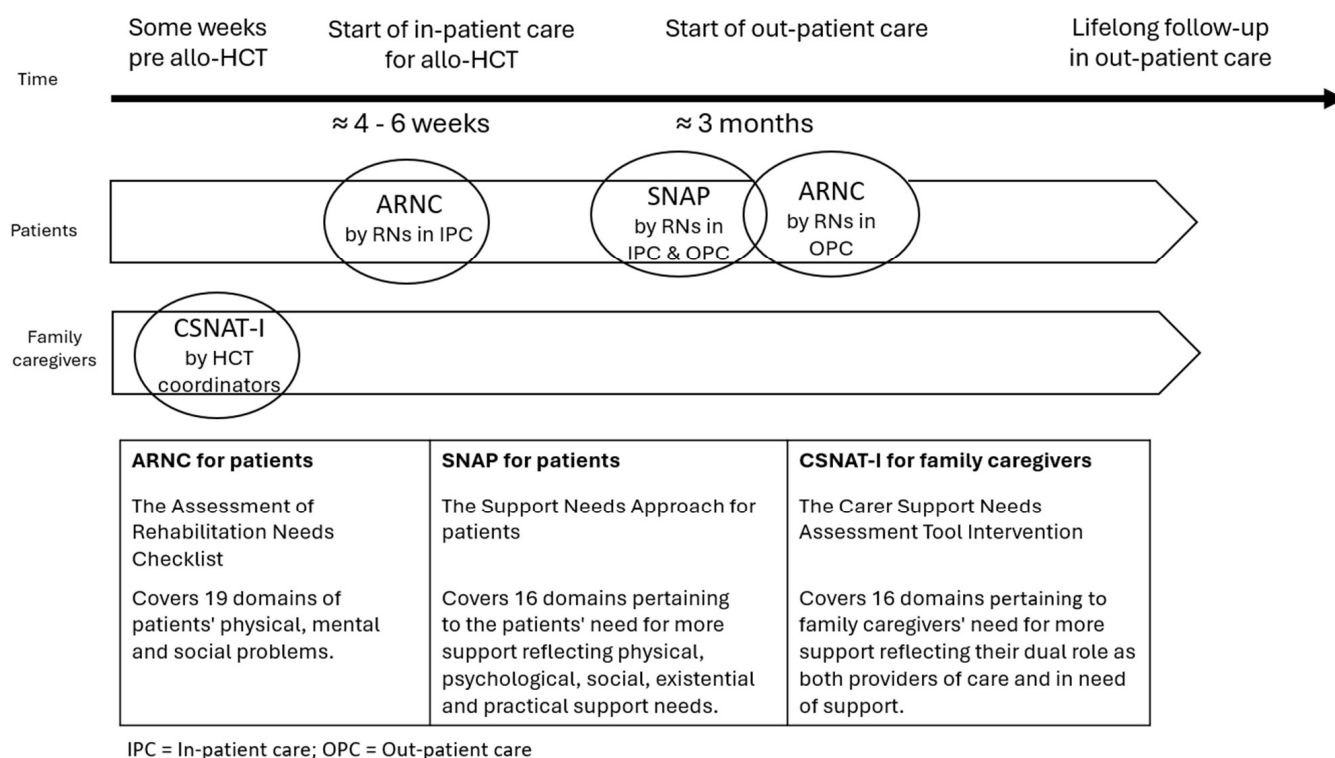 Some weeks
pre allo-HCT
Start of in-patient care
for allo-HCT
Start of out-patient care
Lifelong follow-up
in out-patient care
Time
≈ 4 - 6 weeks
≈ 3 months
Patients
ARNC
by RNs in IPC
SNAP
by RNs in
IPC & OPC
ARNC
by RNs in
OPC
Family
caregivers
CSNAT-I
by HCT
coordinators
ARNC for patients
The Assessment of
Rehabilitation Needs
Checklist
Covers 19 domains of
patients' physical, mental
and social problems.
SNAP for patients
The Support Needs Approach for
patients
Covers 16 domains pertaining
to the patients' need for more
support reflecting physical,
psychological, social, existential
and practical support needs.
CSNAT-I for family caregivers
The Carer Support Needs
Assessment Tool Intervention
Covers 16 domains pertaining to
family caregivers' need for more
support reflecting their dual role as
both providers of care and in need
of support.
IPC = In-patient care; OPC = Out-patient care